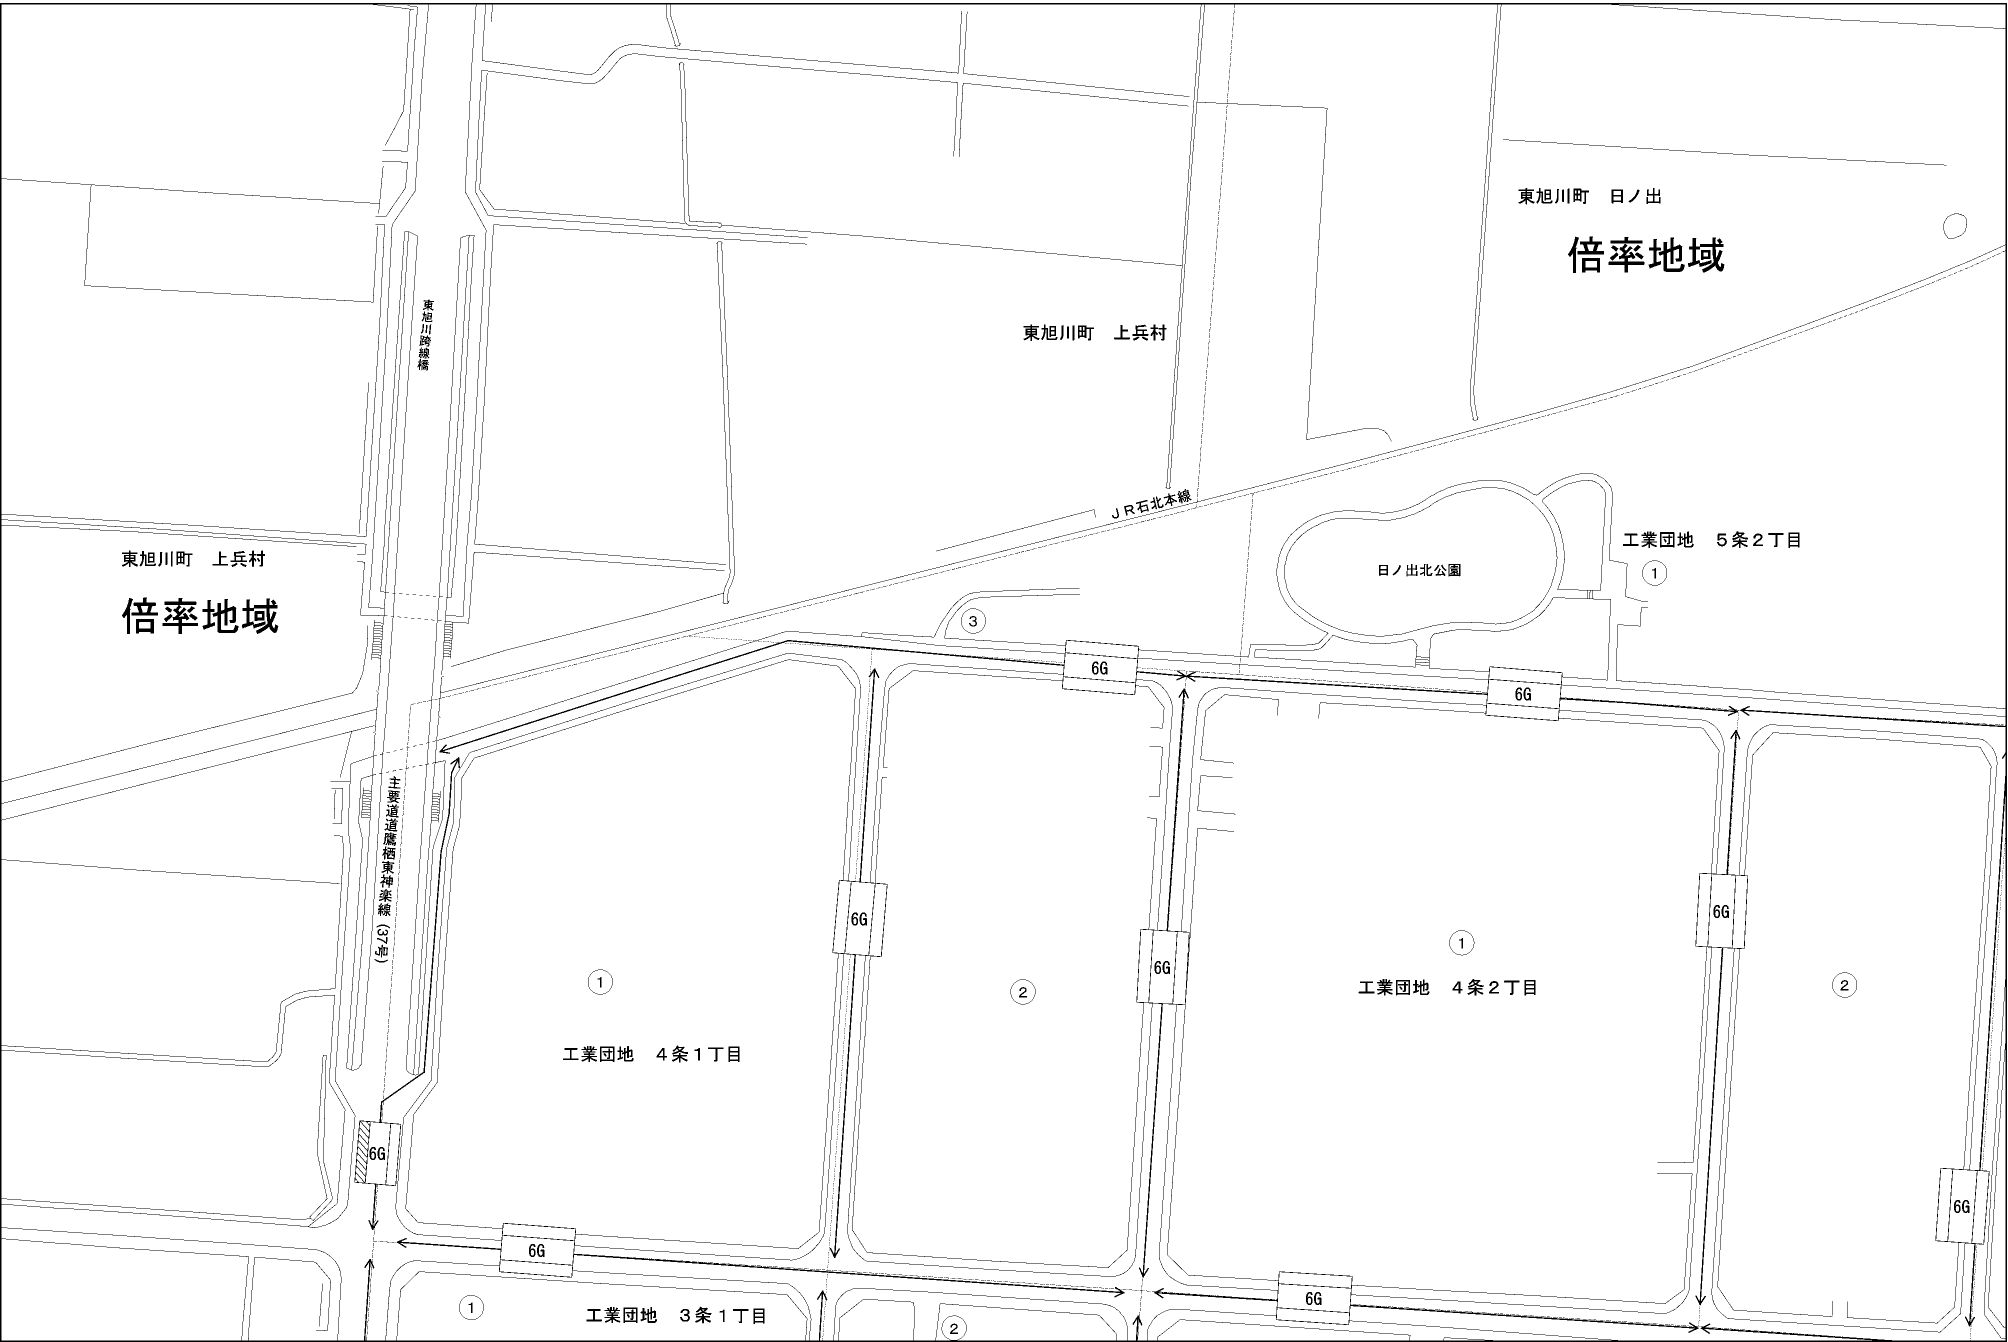 東旭川町　日ノ出
倍率地域
東旭川跨線橋
東旭川町　上兵村
ＪＲ石北本線
東旭川町　上兵村
倍率地域
工業団地　５条２丁目
1
日ノ出北公園
3
6G
6G
主要道道鷹栖東神楽線（37号）
6G
6G
6G
1
工業団地　４条２丁目
1
2
2
工業団地　４条１丁目
6G
6G
6G
6G
1
工業団地　３条１丁目
2